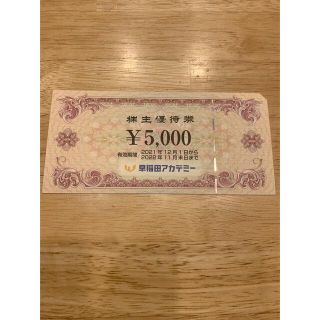 株主優待券
¥5,000
有効期間 2021年12月1日から
2022年11月末日まで
早稲田アカデミー